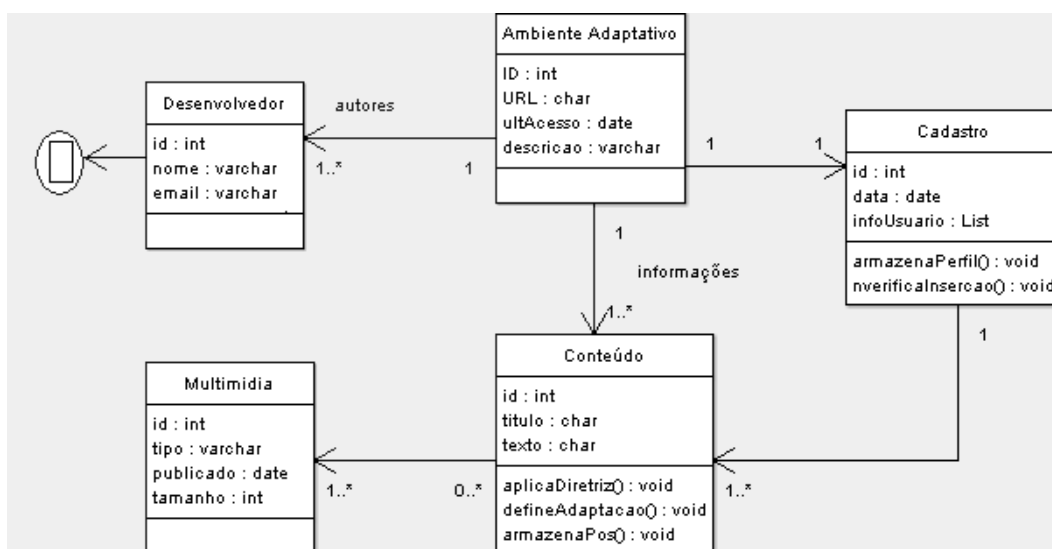 Ambiente Adaptativo
ID : int
URL : char
ultAcesso : date
descricao : varchar
Desenvolvedor
id : int
nome : varchar
email : varchar
autores
1..*
1
1
1
Cadastro
id : int
data : date
infoUsuario : List
armazenaPerfil() : void
nverificaInsercao() : void
1
informações
1..*
1
Conteúdo
id : int
titulo : char
texto : char
aplicaDiretriz() : void
defineAdaptacao() : void
armazenaPos() : void
Multimidia
id : int
tipo : varchar
publicado : date
tamanho : int
1..*
0..*
1..*